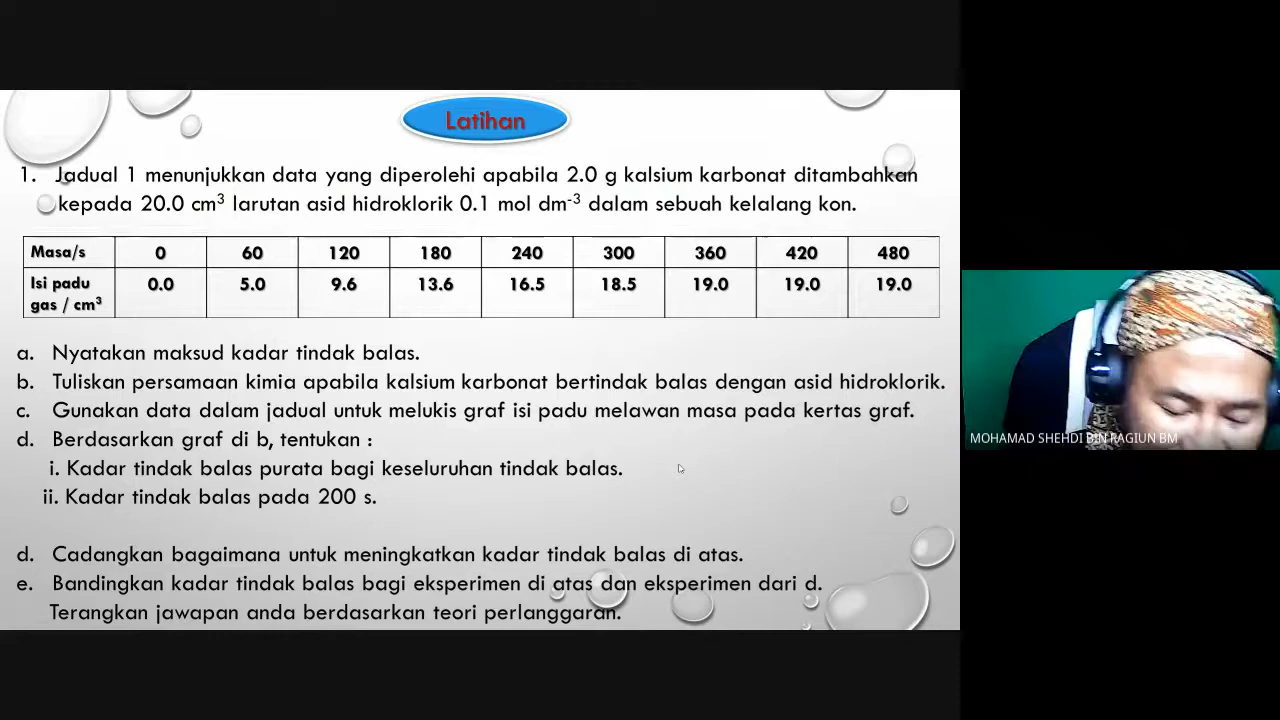 Latihan
1. Jadual 1 menunjukkan data yang diperolehi apabila 2.0 g kalsium karbonat ditambahkan
kepada 20.0 cm³ larutan asid hidroklorik 0.1 mol dm⁻³ dalam sebuah kelalang kon.
Masa/s 0 60 120 180 240 300 360 420 480
Isi padu gas / cm³ 0.0 5.0 9.6 13.6 16.5 18.5 19.0 19.0 19.0
a. Nyatakan maksud kadar tindak balas.
b. Tuliskan persamaan kimia apabila kalsium karbonat bertindak balas dengan asid hidroklorik.
c. Gunakan data dalam jadual untuk melukis graf isi padu melawan masa pada kertas graf.
d. Berdasarkan graf di b, tentukan :
i. Kadar tindak balas purata bagi keseluruhan tindak balas.
ii. Kadar tindak balas pada 200 s.
d. Cadangkan bagaimana untuk meningkatkan kadar tindak balas di atas.
e. Bandingkan kadar tindak balas bagi eksperimen di atas dan eksperimen dari d.
Terangkan jawapan anda berdasarkan teori perlanggaran.
MOHAMAD SHEHDI BIN RAGIUN BM